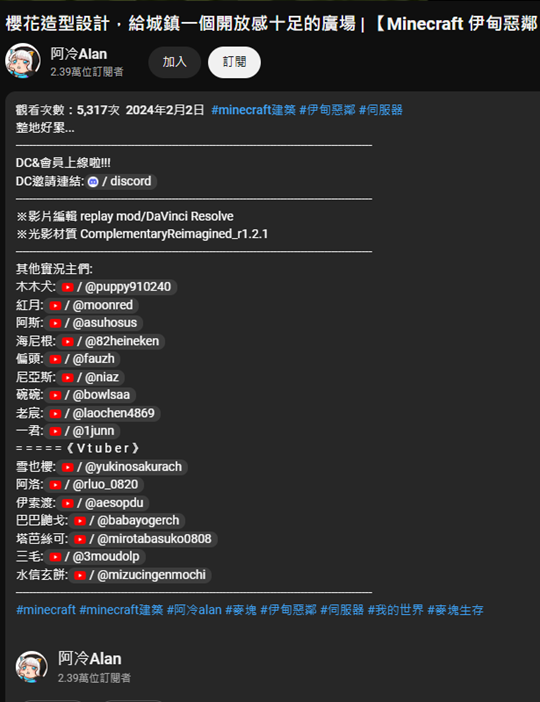 櫻花造型設計，給城鎮一個開放感十足的廣場 | 【Minecraft 伊甸惡鄰
阿冷Alan
2.39萬位訂閱者
加入
訂閱
觀看次數：5,317次 2024年2月2日 #minecraft建築 #伊甸惡鄰 #伺服器
整地好累...
DC&會員上線啦!!!
DC邀請連結: / discord
※影片編輯 replay mod/DaVinci Resolve
※光影材質 ComplementaryReimagined_r1.2.1
其他實況主們:
木木犬: / @puppy910240
紅月: / @moonred
阿斯: / @asuhosus
海尼根: / @82heineken
偏頭: / @fauzh
尼亞斯: / @niaz
碗碗: / @bowlsaa
老宸: / @laochen4869
一君: / @1junn
=====《 V t u b e r 》
雪也櫻: / @yukinosakurach
阿洛: / @rluo_0820
伊索渡: / @aesopdu
巴巴鼬戈: / @babayogerch
塔芭絲可: / @mirotabasuko0808
三毛: / @3moudolp
水信玄餅: / @mizucingenmochi
#minecraft #minecraft建築 #阿冷alan #麥塊 #伊甸惡鄰 #伺服器 #我的世界 #麥塊生存
阿冷Alan
2.39萬位訂閱者